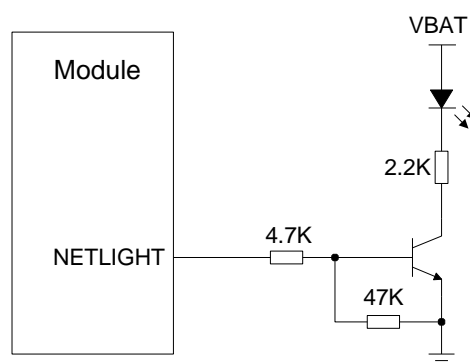 VBAT
Module
2.2K
4.7K
NETLIGHT
47K